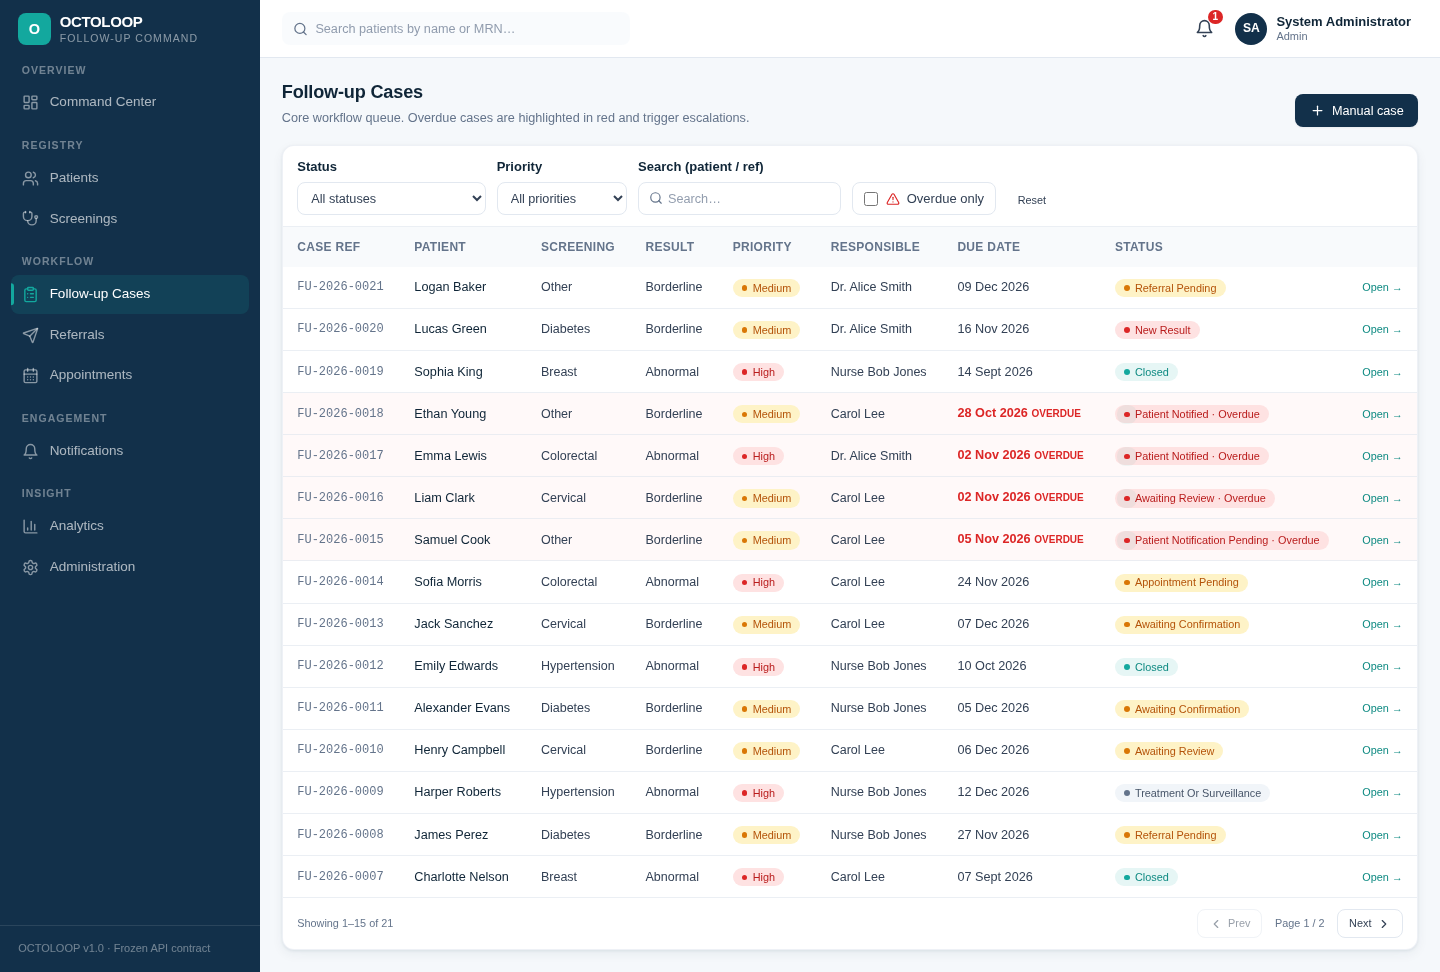 O
OCTOLOOP
FOLLOW-UP COMMAND
OVERVIEW
Command Center
REGISTRY
Patients
Screenings
WORKFLOW
Follow-up Cases
Referrals
Appointments
ENGAGEMENT
Notifications
INSIGHT
Analytics
Administration
OCTOLOOP v1.0 · Frozen API contract
Search patients by name or MRN…
1
SA
System Administrator
Admin
Follow-up Cases
Core workflow queue. Overdue cases are highlighted in red and trigger escalations.
Manual case
Status Priority Search (patient / ref)
All statuses All priorities Search… Overdue only Reset
CASE REF PATIENT SCREENING RESULT PRIORITY RESPONSIBLE DUE DATE STATUS
FU-2026-0021 Logan Baker Other Borderline Medium Dr. Alice Smith 09 Dec 2026 Referral Pending Open →
FU-2026-0020 Lucas Green Diabetes Borderline Medium Dr. Alice Smith 16 Nov 2026 New Result Open →
FU-2026-0019 Sophia King Breast Abnormal High Nurse Bob Jones 14 Sept 2026 Closed Open →
FU-2026-0018 Ethan Young Other Borderline Medium Carol Lee 28 Oct 2026 OVERDUE Patient Notified · Overdue Open →
FU-2026-0017 Emma Lewis Colorectal Abnormal High Dr. Alice Smith 02 Nov 2026 OVERDUE Patient Notified · Overdue Open →
FU-2026-0016 Liam Clark Cervical Borderline Medium Carol Lee 02 Nov 2026 OVERDUE Awaiting Review · Overdue Open →
FU-2026-0015 Samuel Cook Other Borderline Medium Carol Lee 05 Nov 2026 OVERDUE Patient Notification Pending · Overdue Open →
FU-2026-0014 Sofia Morris Colorectal Abnormal High Carol Lee 24 Nov 2026 Appointment Pending Open →
FU-2026-0013 Jack Sanchez Cervical Borderline Medium Carol Lee 07 Dec 2026 Awaiting Confirmation Open →
FU-2026-0012 Emily Edwards Hypertension Abnormal High Nurse Bob Jones 10 Oct 2026 Closed Open →
FU-2026-0011 Alexander Evans Diabetes Borderline Medium Nurse Bob Jones 05 Dec 2026 Awaiting Confirmation Open →
FU-2026-0010 Henry Campbell Cervical Borderline Medium Carol Lee 06 Dec 2026 Awaiting Review Open →
FU-2026-0009 Harper Roberts Hypertension Abnormal High Nurse Bob Jones 12 Dec 2026 Treatment Or Surveillance Open →
FU-2026-0008 James Perez Diabetes Borderline Medium Nurse Bob Jones 27 Nov 2026 Referral Pending Open →
FU-2026-0007 Charlotte Nelson Breast Abnormal High Carol Lee 07 Sept 2026 Closed Open →
Showing 1–15 of 21 Prev Page 1 / 2 Next